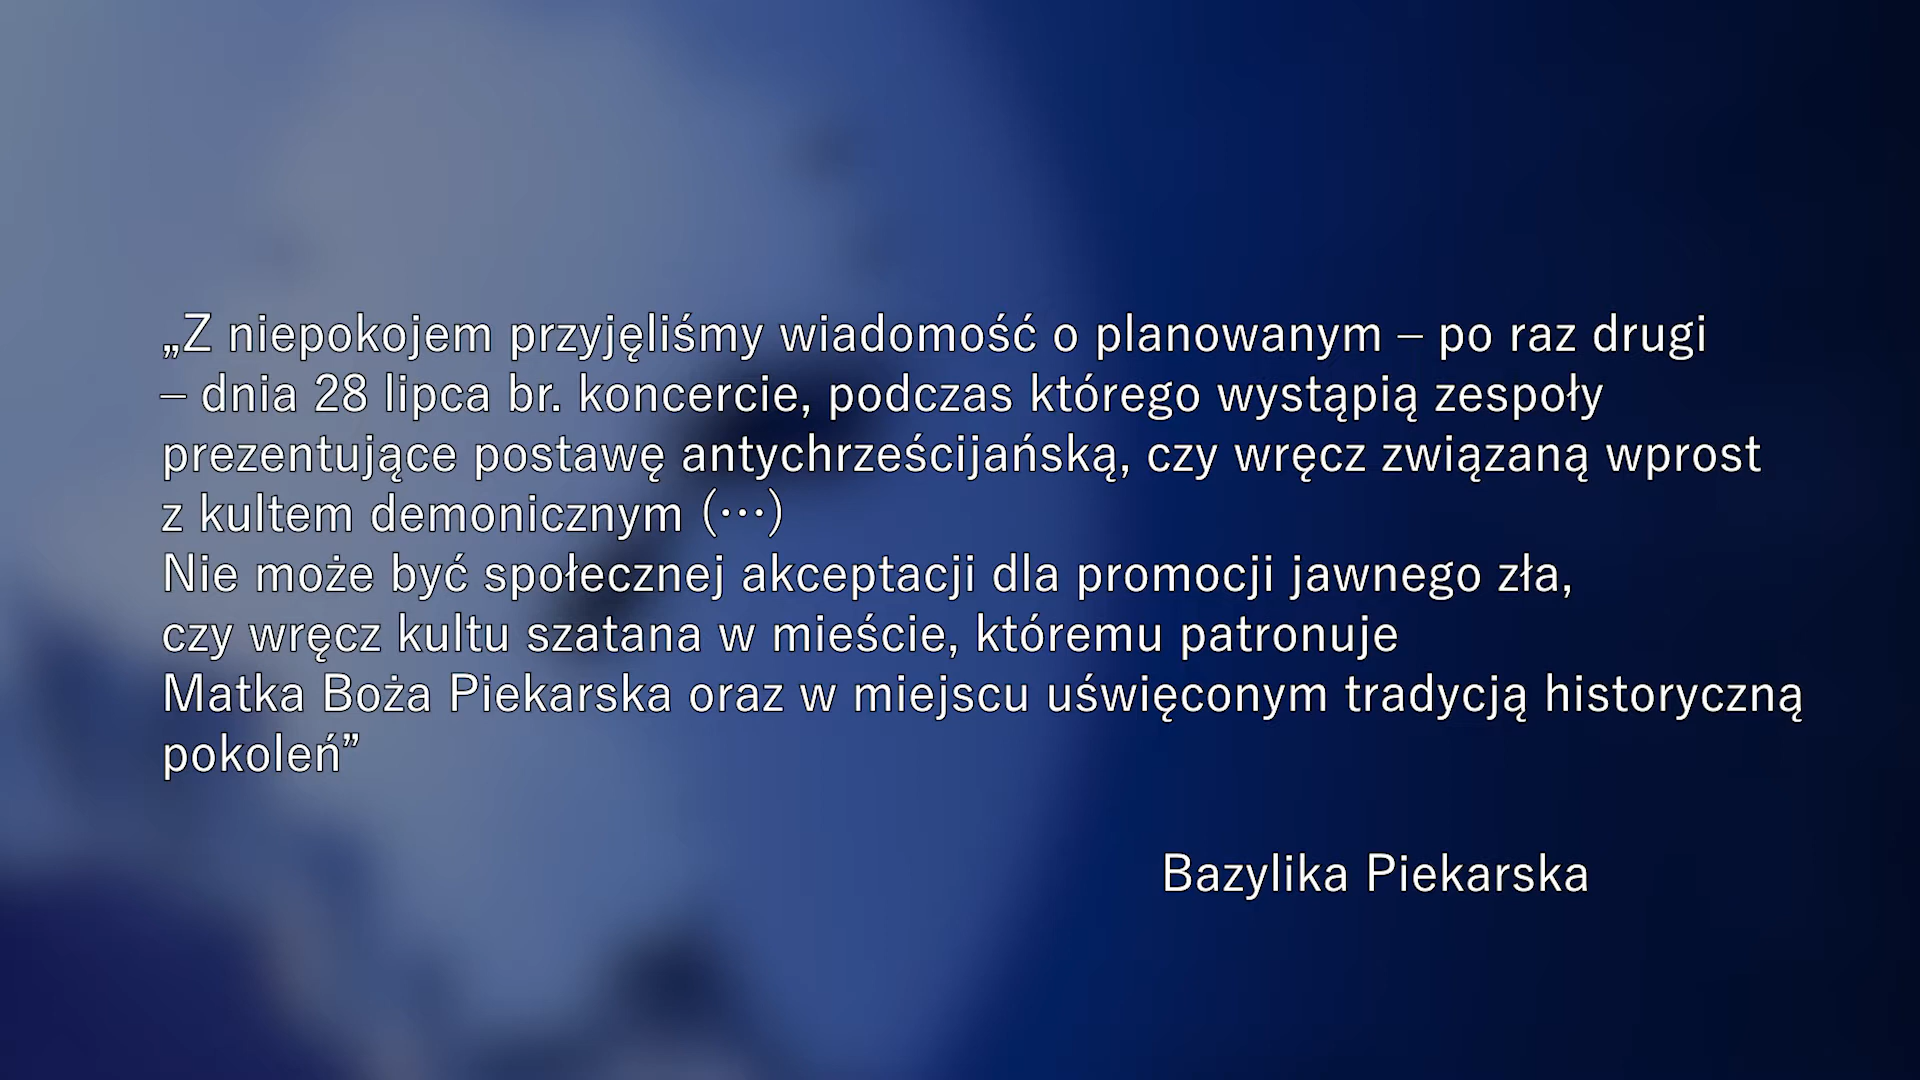 „Z niepokojem przyjęliśmy wiadomość o planowanym – po raz drugi
– dnia 28 lipca br. koncercie, podczas którego wystąpią zespoły
prezentujące postawę antychrześcijańską, czy wręcz związaną wprost
z kultem demonicznym (…)
Nie może być społecznej akceptacji dla promocji jawnego zła,
czy wręcz kultu szatana w mieście, któremu patronuje
Matka Boża Piekarska oraz w miejscu uświęconym tradycją historyczną
pokoleń”
Bazylika Piekarska